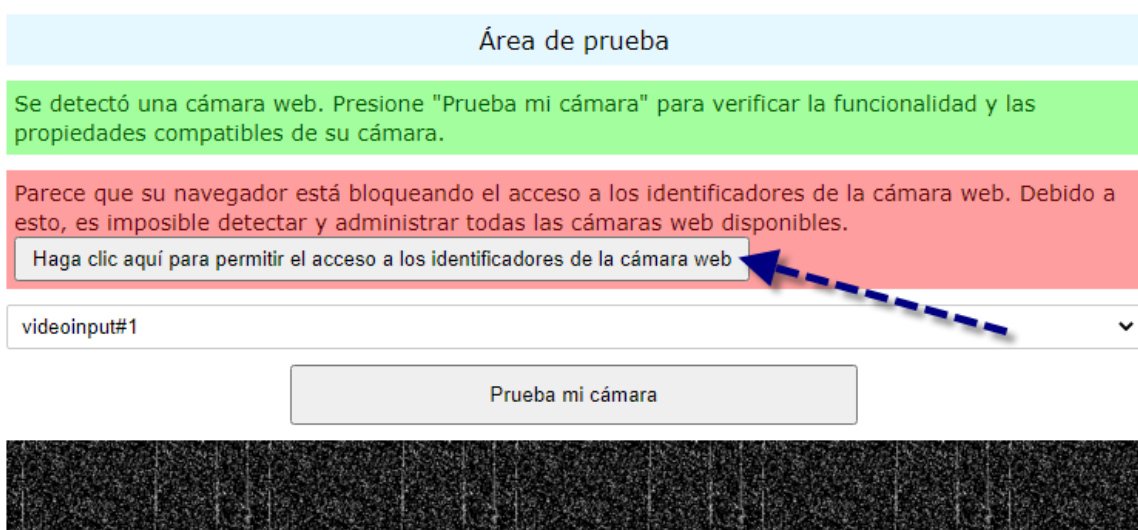 Área de prueba
Se detectó una cámara web. Presione "Prueba mi cámara" para verificar la funcionalidad y las
propiedades compatibles de su cámara.
Parece que su navegador está bloqueando el acceso a los identificadores de la cámara web. Debido a
esto, es imposible detectar y administrar todas las cámaras web disponibles.
Haga clic aquí para permitir el acceso a los identificadores de la cámara web
videoinput#1
Prueba mi cámara